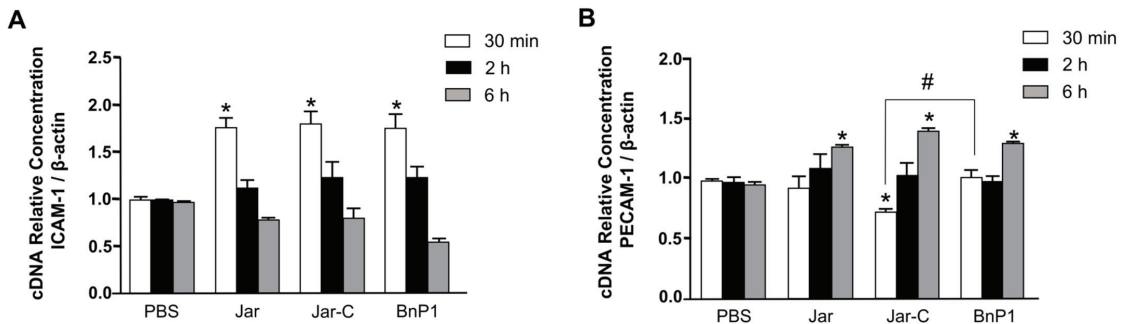 A
cDNA Relative Concentration
ICAM-1 / β-actin
2.5
2.0
1.5
1.0
0.5
0.0
30 min
2 h
6 h
*
*
*
PBS
Jar
Jar-C
BnP1
B
cDNA Relative Concentration
PECAM-1 / β-actin
2.0
1.5
1.0
0.5
0.0
30 min
2 h
6 h
#
*
*
*
*
PBS
Jar
Jar-C
BnP1